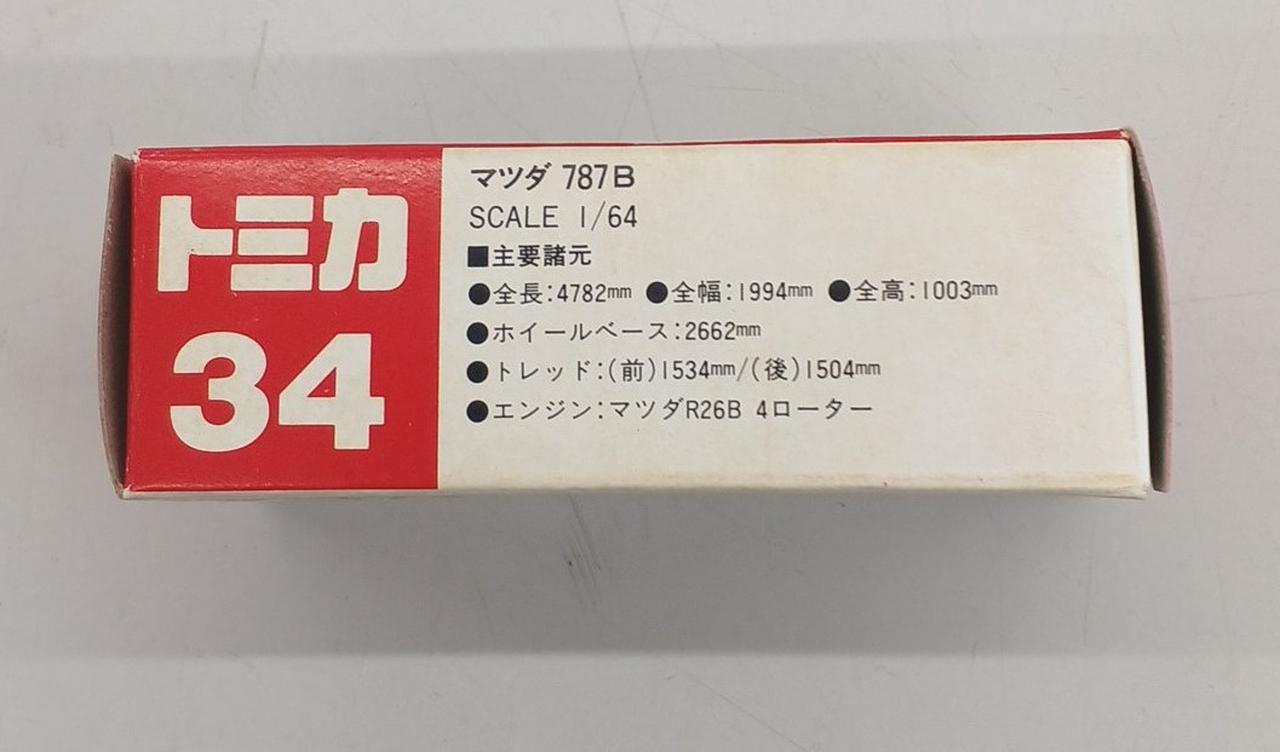 トミカ
34
マツダ 787B
SCALE 1/64
■主要諸元
●全長:4782mm ●全幅:1994mm ●全高:1003mm
●ホイールベース:2662mm
●トレッド:(前)1534mm/(後)1504mm
●エンジン:マツダR26B 4ローター